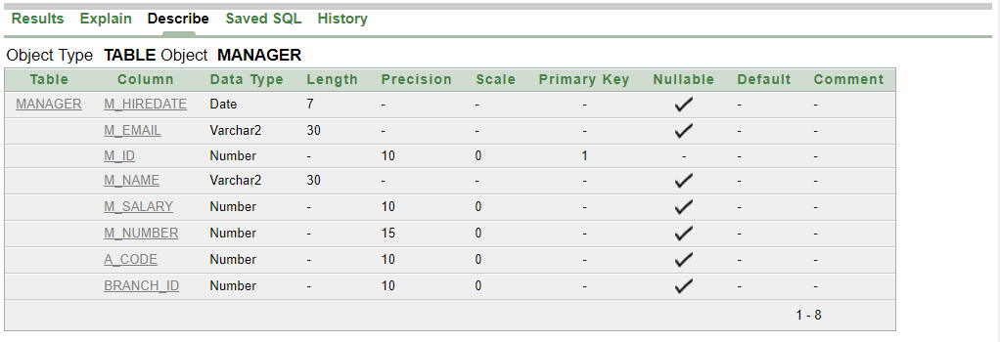 Results Explain Describe Saved SQL History
Object Type TABLE Object MANAGER
Table Column Data Type Length Precision Scale Primary Key Nullable Default Comment
MANAGER M_HIREDATE Date 7 - - - ✓ - -
M_EMAIL Varchar2 30 - - - ✓ - -
M_ID Number - 10 0 1 - - -
M_NAME Varchar2 30 - - - ✓ - -
M_SALARY Number - 10 0 - ✓ - -
M_NUMBER Number - 15 0 - ✓ - -
A_CODE Number - 10 0 - ✓ - -
BRANCH_ID Number - 10 0 - ✓ - -
1 - 8